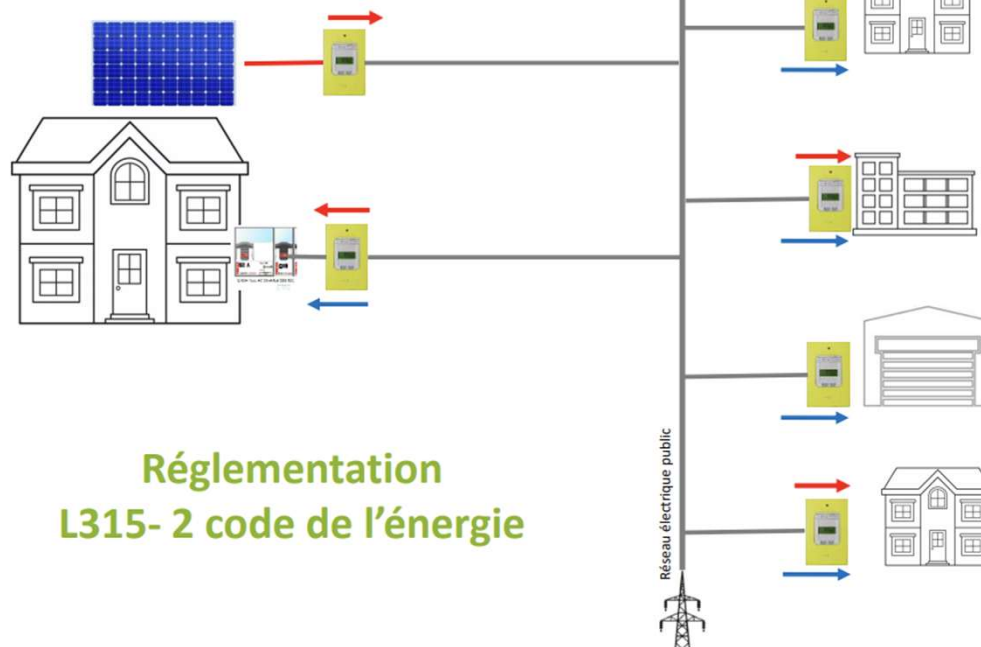 Réseau électrique public
Réglementation
L315- 2 code de l’énergie